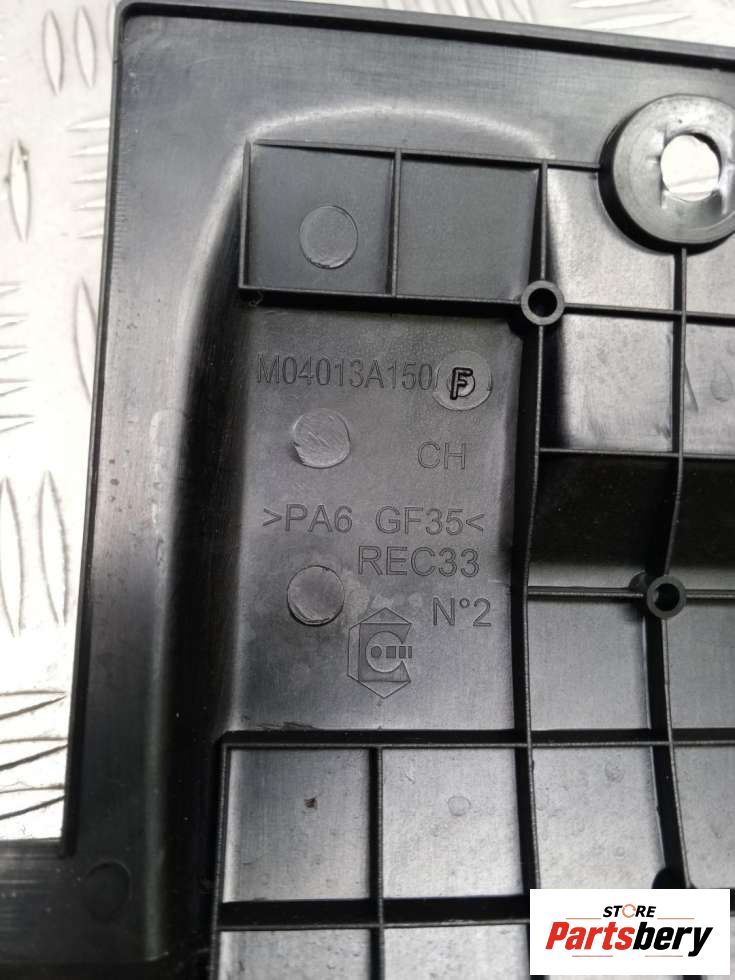 M04013A150 F
CH
>PA6 GF35<
REC33
N°2
STORE
Partsbery